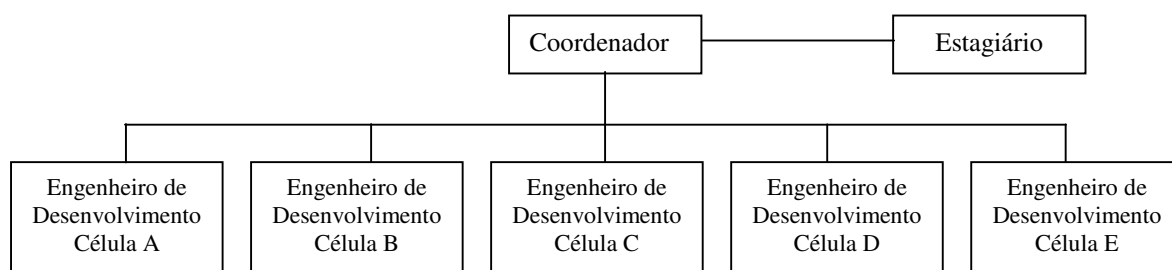 Coordenador
Estagiário
Engenheiro de
Desenvolvimento
Célula A
Engenheiro de
Desenvolvimento
Célula B
Engenheiro de
Desenvolvimento
Célula C
Engenheiro de
Desenvolvimento
Célula D
Engenheiro de
Desenvolvimento
Célula E